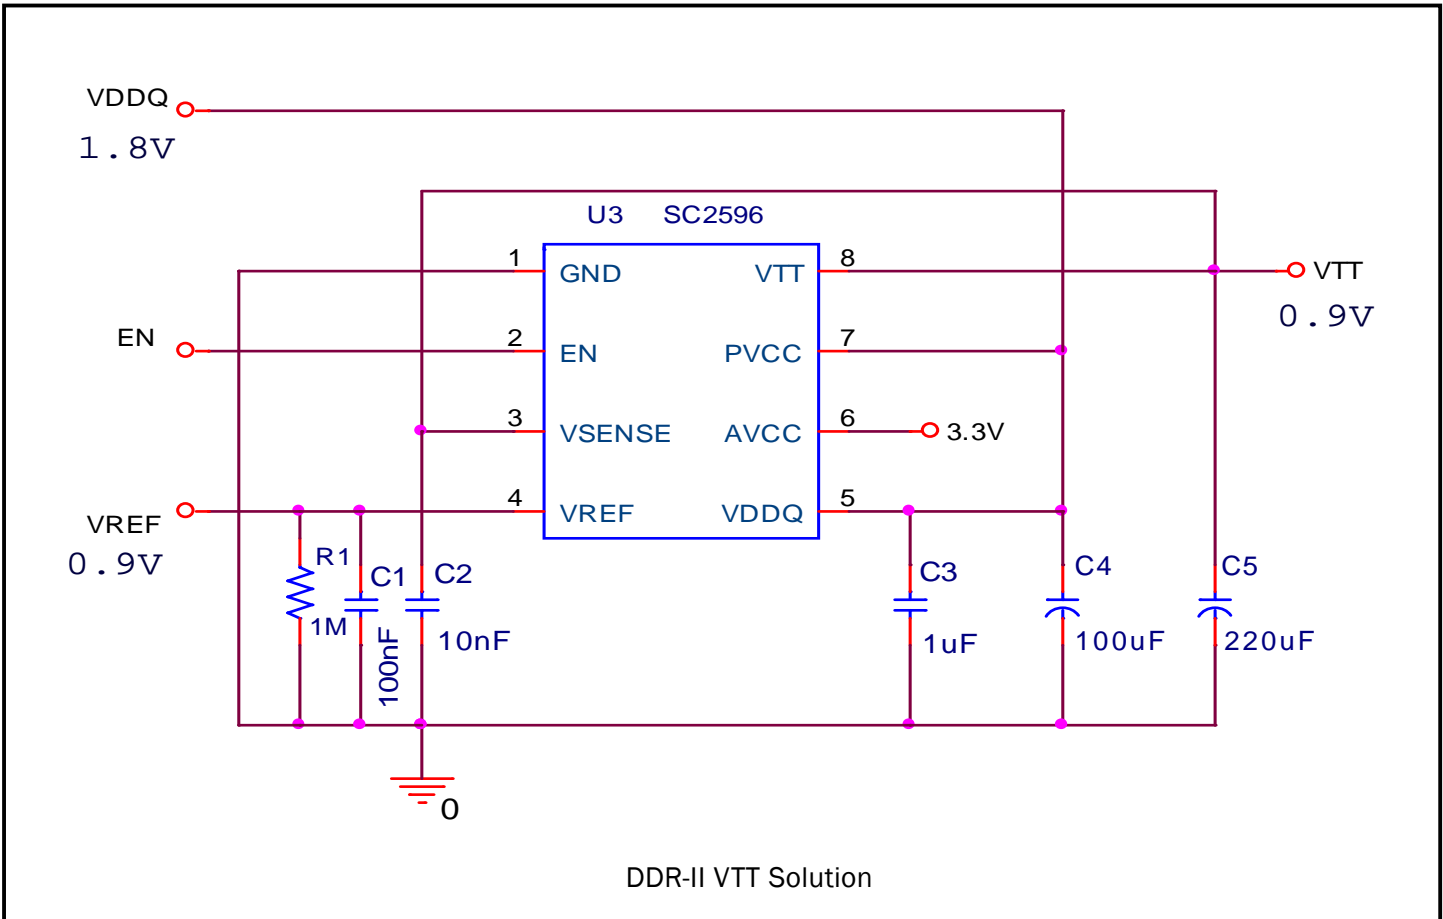 VDDQ
1.8V
U3 SC2596
1 GND VTT 8 VTT
0.9V
EN 2 EN PVCC 7
3 VSENSE AVCC 6 3.3V
VREF 4 VREF VDDQ 5
0.9V
R1 C1 C2 C3 C4 C5
1M 100nF 10nF 1uF 100uF 220uF
0
DDR-II VTT Solution